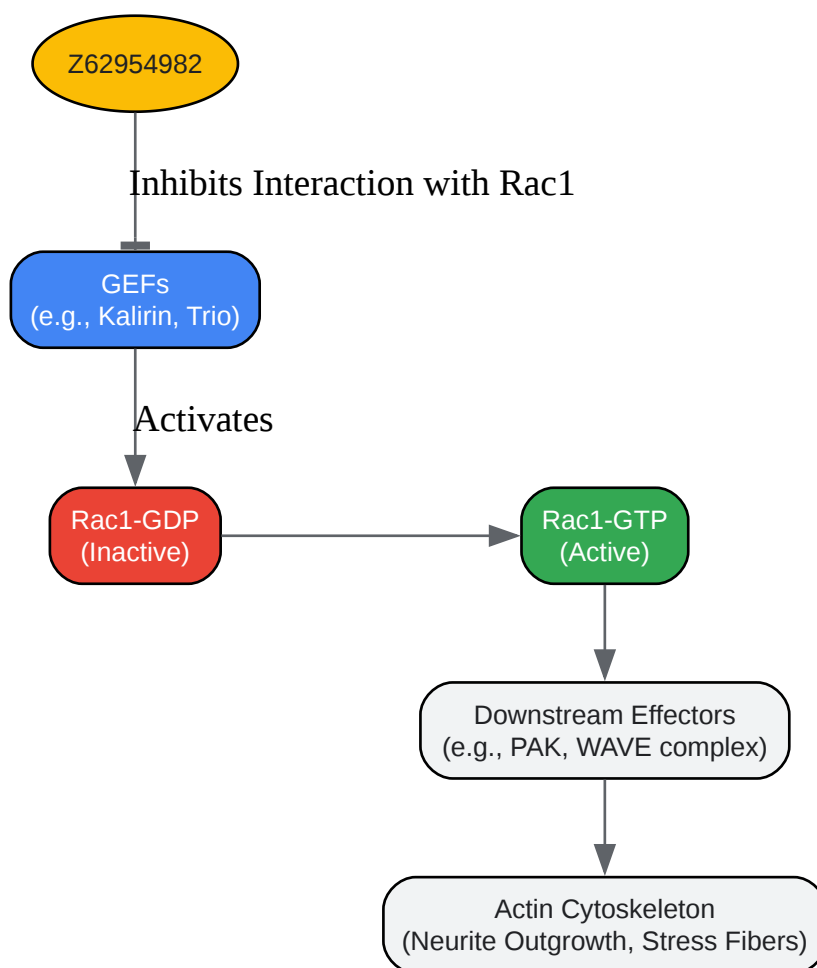 Z62954982
Inhibits Interaction with Rac1
GEFs
(e.g., Kalirin, Trio)
Activates
Rac1-GDP
(Inactive)
Rac1-GTP
(Active)
Downstream Effectors
(e.g., PAK, WAVE complex)
Actin Cytoskeleton
(Neurite Outgrowth, Stress Fibers)